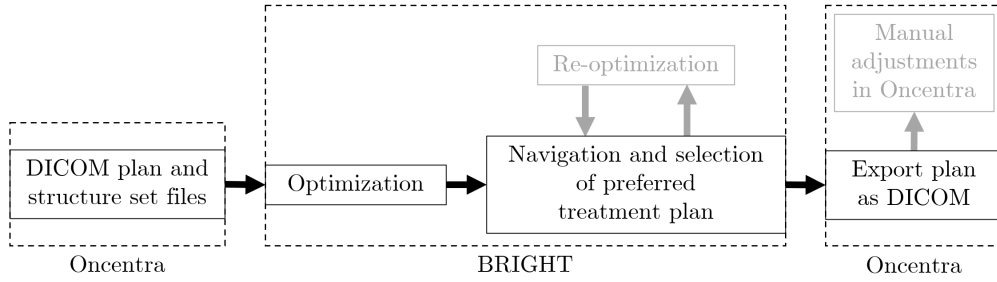 DICOM plan and
structure set files
Oncentra
Optimization
Re-optimization
Navigation and selection
of preferred
treatment plan
BRIGHT
Manual
adjustments
in Oncentra
Export plan
as DICOM
Oncentra